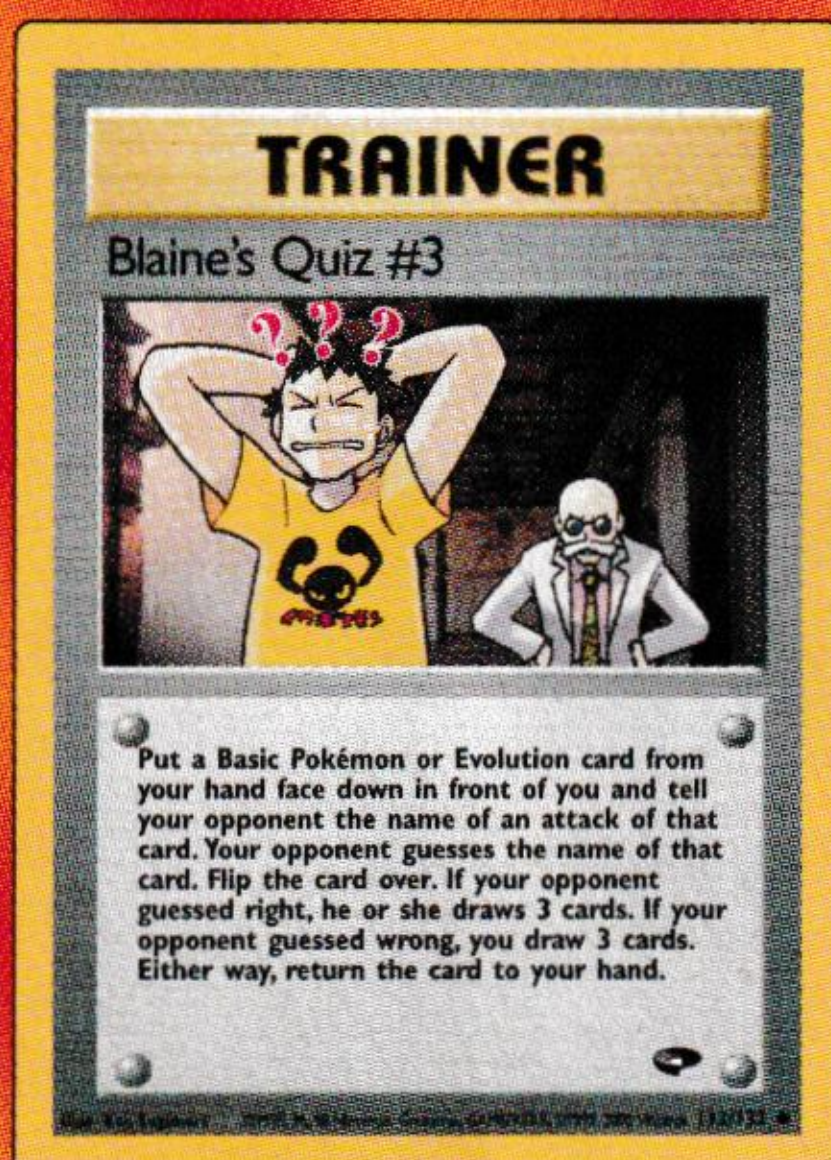 TRAINER
Blaine's Quiz #3
? ? ?
Put a Basic Pokémon or Evolution card from
your hand face down in front of you and tell
your opponent the name of an attack of that
card. Your opponent guesses the name of that
card. Flip the card over. If your opponent
guessed right, he or she draws 3 cards. If your
opponent guessed wrong, you draw 3 cards.
Either way, return the card to your hand.